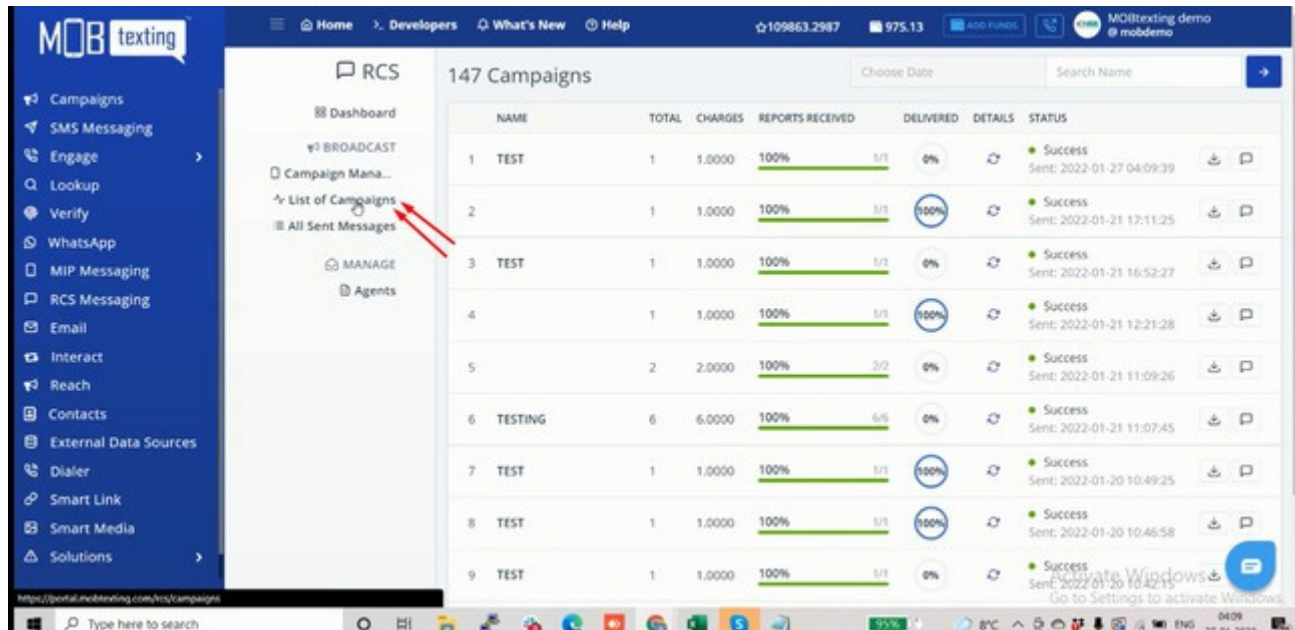 MOB texting
Home Developers What's New Help 109863.2987 975.13 ADD FUNDS MOBtexting demo
@ mobdemo
Campaigns
SMS Messaging
Engage
Lookup
Verify
WhatsApp
MIP Messaging
RCS Messaging
Email
Interact
Reach
Contacts
External Data Sources
Dialer
Smart Link
Smart Media
Solutions
https://portal.mobtexting.com/rcs/campaigns
RCS
Dashboard
BROADCAST
Campaign Mana...
List of Campaigns
All Sent Messages
MANAGE
Agents
147 Campaigns Choose Date Search Name
NAME TOTAL CHARGES REPORTS RECEIVED DELIVERED DETAILS STATUS
1 TEST 1 1.0000 100% 1/1 0% Success
Sent: 2022-01-27 04:09:39
2 1 1.0000 100% 1/1 100% Success
Sent: 2022-01-21 17:11:25
3 TEST 1 1.0000 100% 1/1 0% Success
Sent: 2022-01-21 16:52:27
4 1 1.0000 100% 1/1 100% Success
Sent: 2022-01-21 12:21:28
5 2 2.0000 100% 2/2 0% Success
Sent: 2022-01-21 11:09:26
6 TESTING 6 6.0000 100% 6/6 0% Success
Sent: 2022-01-21 11:07:45
7 TEST 1 1.0000 100% 1/1 100% Success
Sent: 2022-01-20 10:49:25
8 TEST 1 1.0000 100% 1/1 100% Success
Sent: 2022-01-20 10:46:58
9 TEST 1 1.0000 100% 1/1 0% Success
Sent: 2022-01-20 10:42:15
Activate Windows
Go to Settings to activate Windows.
Type here to search 95% 8°C ENG 04:09